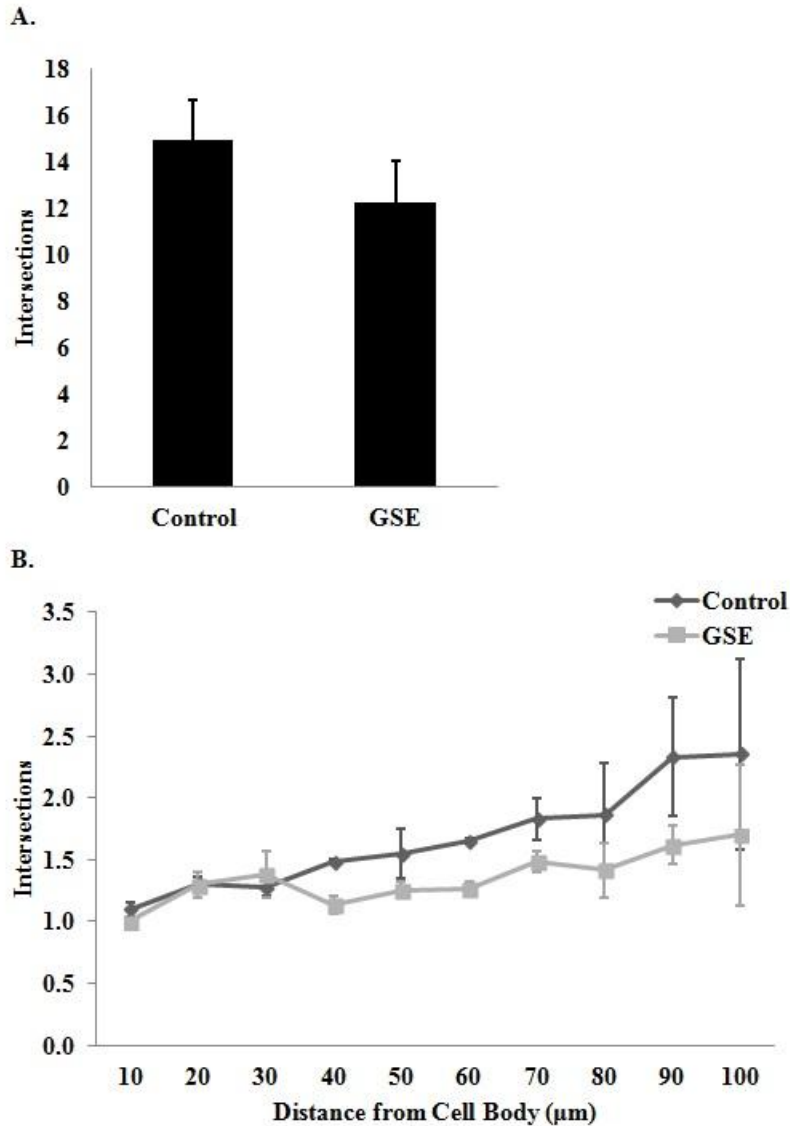 A.
18
16
14
12
10
8
6
4
2
0
Intersections
Control GSE
B.
Control
GSE
3.5
3.0
2.5
2.0
1.5
1.0
0.5
0.0
Intersections
10 20 30 40 50 60 70 80 90 100
Distance from Cell Body (µm)